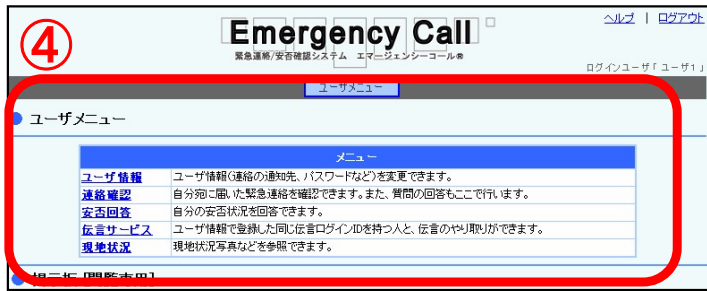 ④
Emergency Call
緊急連絡/安否確認システム エマージェンシーコール®
ヘルプ | ログアウト
ログインユーザ「ユーザ1」
ユーザメニュー
ユーザメニュー
メニュー
ユーザ情報 ユーザ情報(連絡の通知先、パスワードなど)を変更できます。
連絡確認 自分宛に届いた緊急連絡を確認できます。また、質問の回答もここで行います。
安否回答 自分の安否状況を回答できます。
伝言サービス ユーザ情報で登録した同じ伝言ログインIDを持つ人と、伝言のやり取りができます。
現地状況 現地状況写真などを参照できます。
掲示板 [閲覧専用]